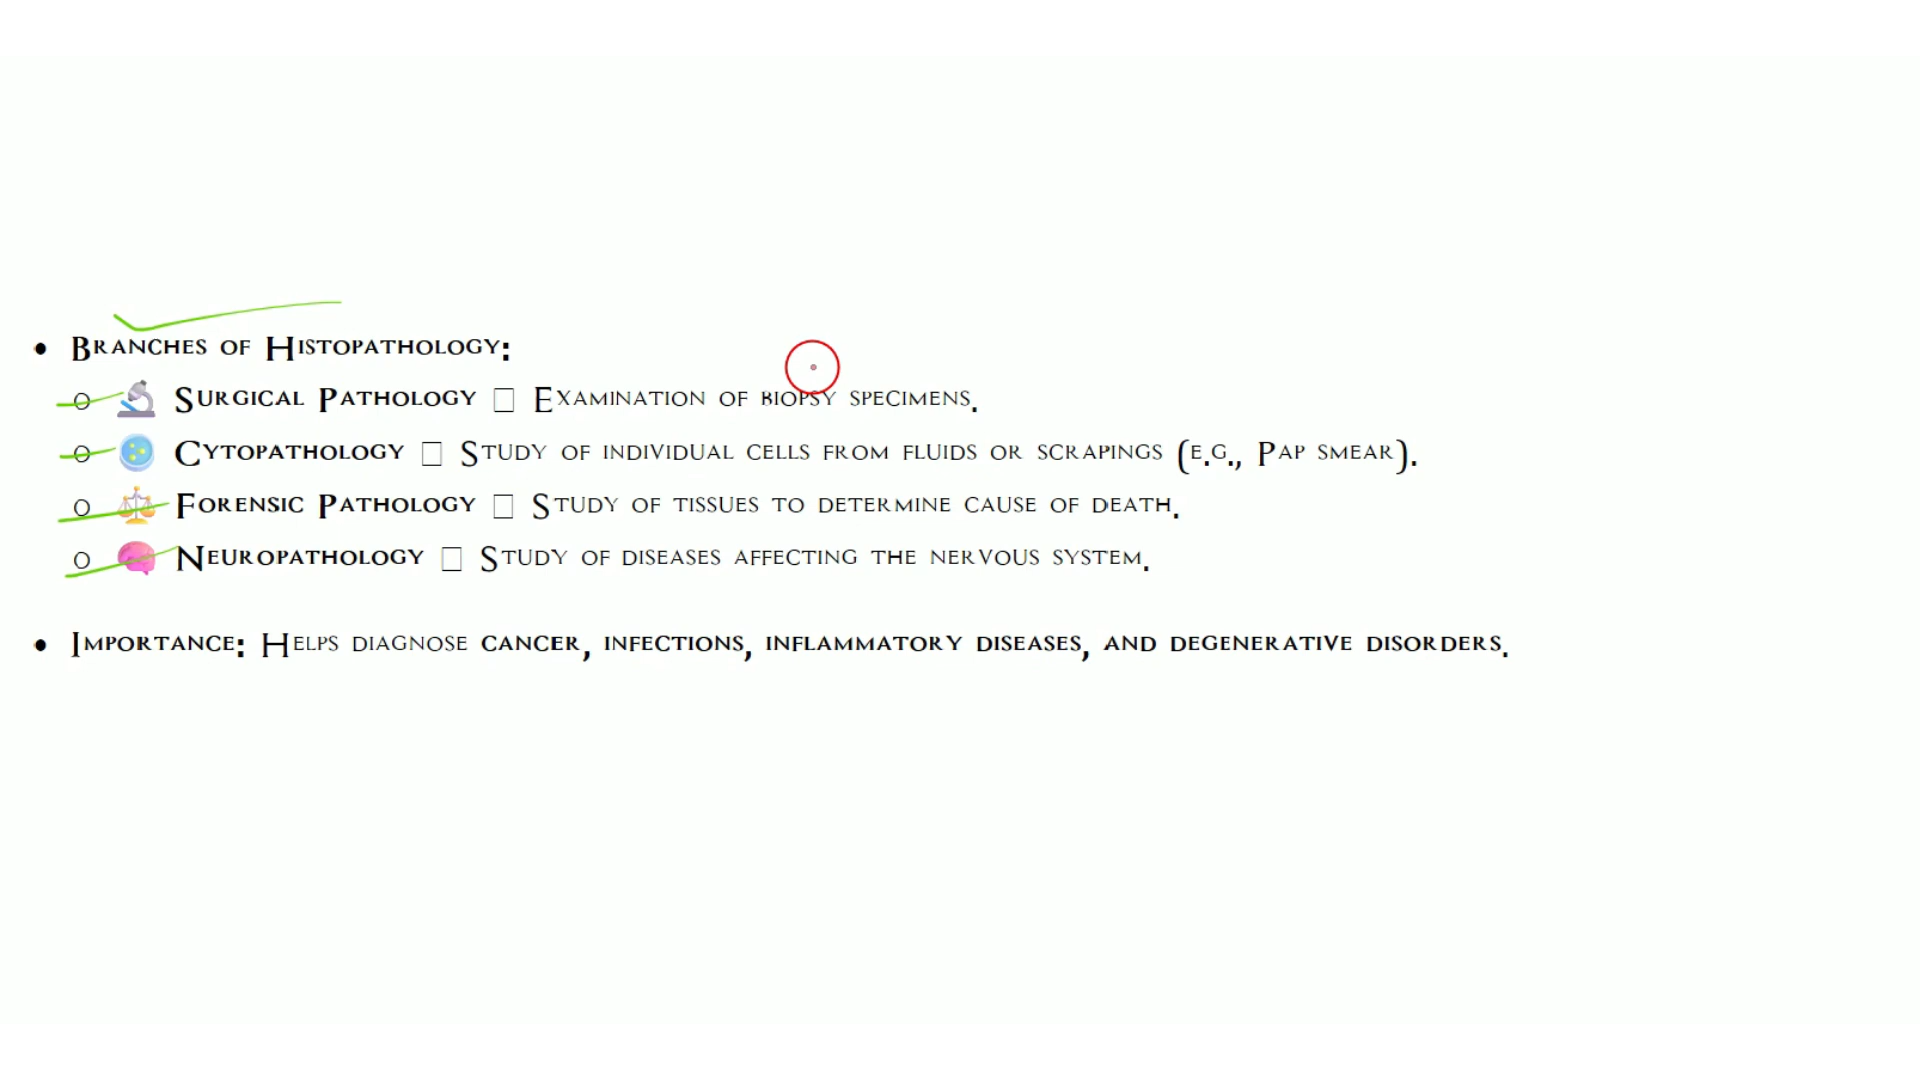 • Branches of Histopathology:
o 🔬 Surgical Pathology □ Examination of biopsy specimens.
o 🧫 Cytopathology □ Study of individual cells from fluids or scrapings (e.g., Pap smear).
o ⚖️ Forensic Pathology □ Study of tissues to determine cause of death.
o 🧠 Neuropathology □ Study of diseases affecting the nervous system.
• Importance: Helps diagnose cancer, infections, inflammatory diseases, and degenerative disorders.